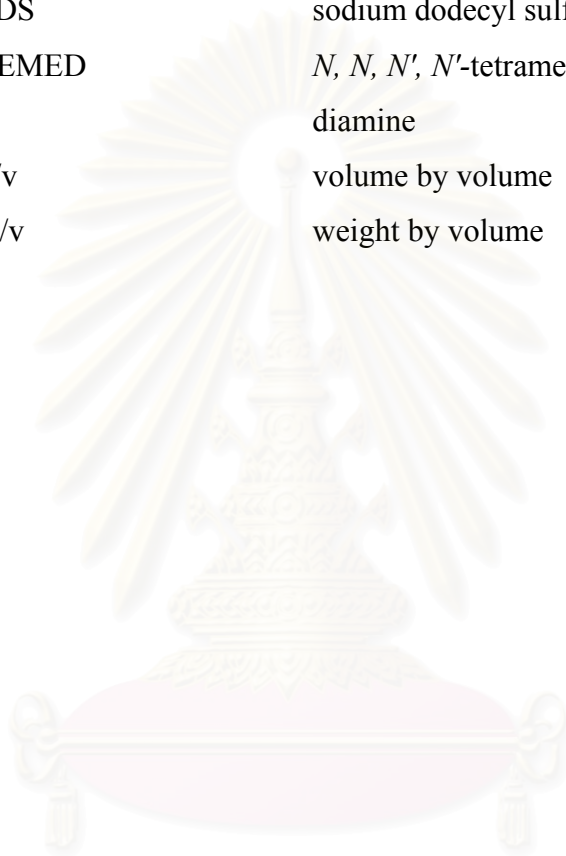 DS sodium dodecyl sulf
EMED N, N, N', N'-tetrame
diamine
/v volume by volume
/v weight by volume